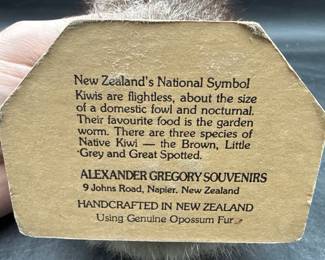 New Zealand's National Symbol
Kiwis are flightless, about the size
of a domestic fowl and nocturnal.
Their favourite food is the garden
worm. There are three species of
Native Kiwi — the Brown, Little
Grey and Great Spotted.
ALEXANDER GREGORY SOUVENIRS
9 Johns Road, Napier. New Zealand
HANDCRAFTED IN NEW ZEALAND
Using Genuine Opossum Fur